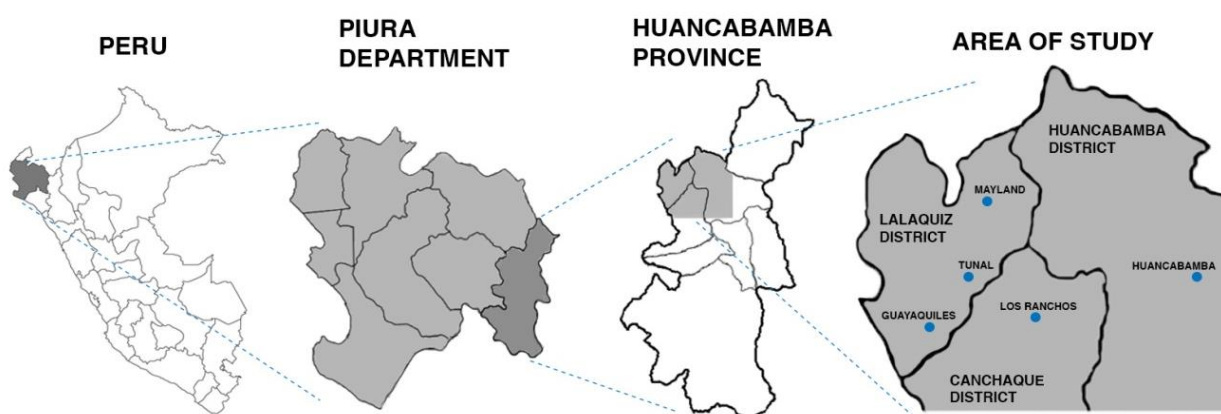 PERU
PIURA
DEPARTMENT
HUANCABAMBA
PROVINCE
AREA OF STUDY
HUANCABAMBA
DISTRICT
MAYLAND
LALAQUIZ
DISTRICT
TUNAL
HUANCABAMBA
GUAYAQUILES
LOS RANCHOS
CANCHAQUE
DISTRICT